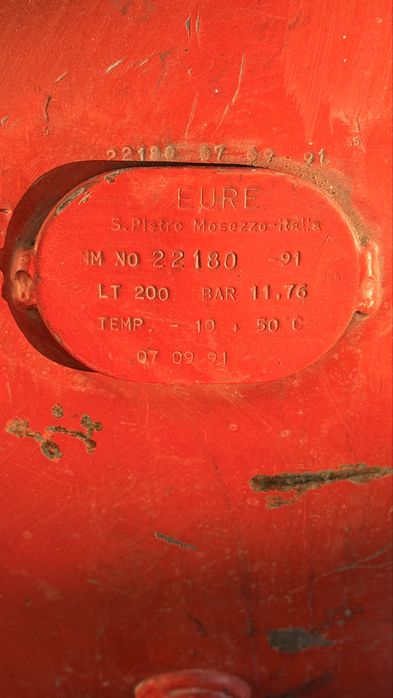 22180 07 09 91
EURE
S. Pietro Mosezzo-Italia
NM NO 22180 -91
LT 200 BAR 11,76
TEMP. - 10 + 50 C
07 09 91